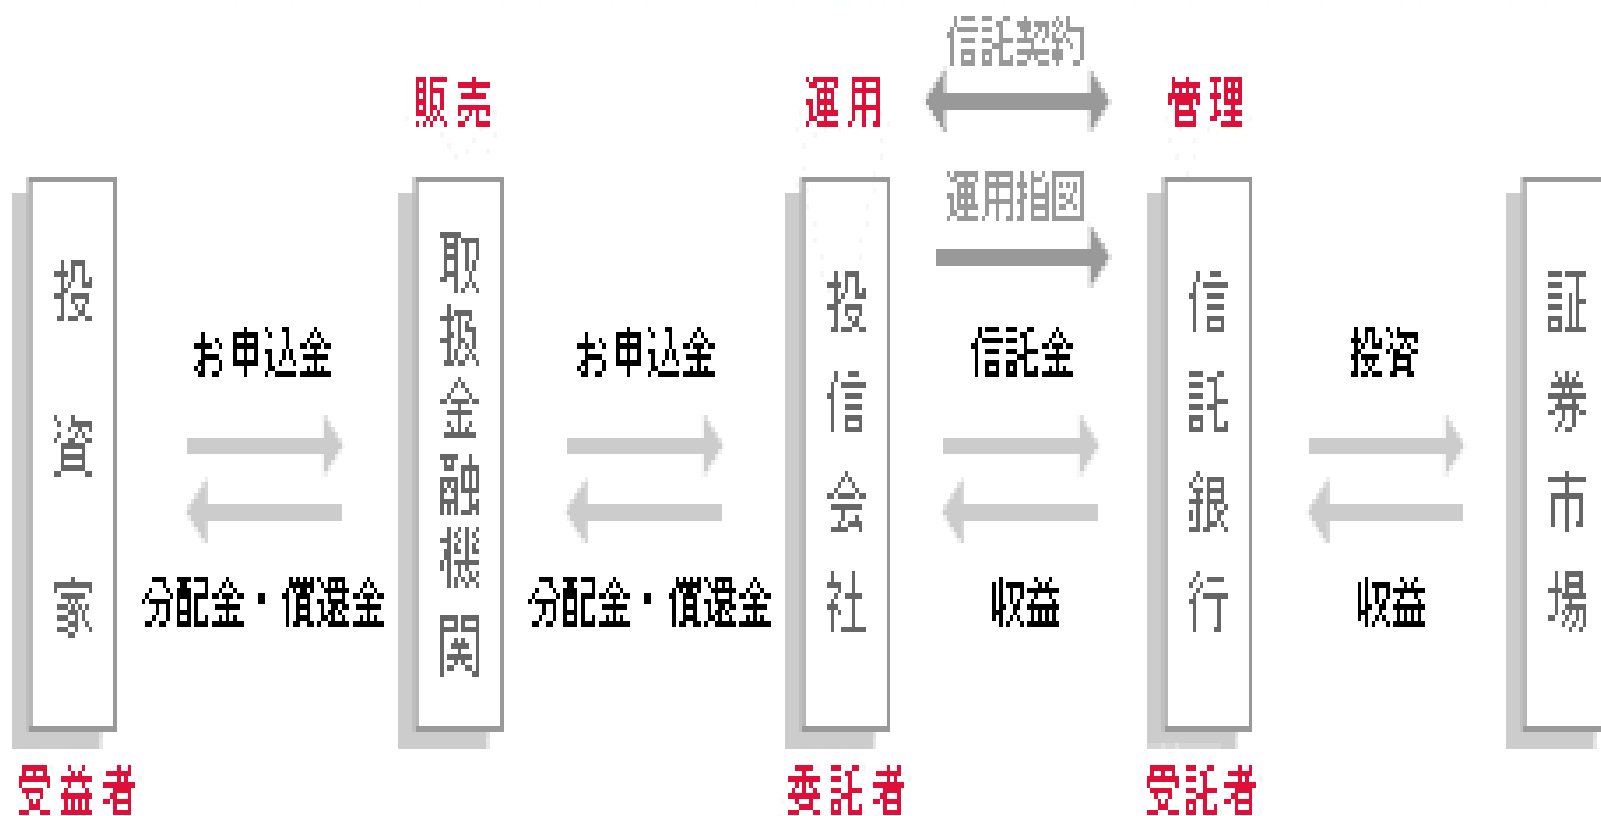 信託契約
販売
運用
管理
運用指図
投資家
取扱金融機関
投信会社
信託銀行
証券市場
お申込金
お申込金
信託金
投資
分配金・償還金
分配金・償還金
収益
収益
受益者
委託者
受託者